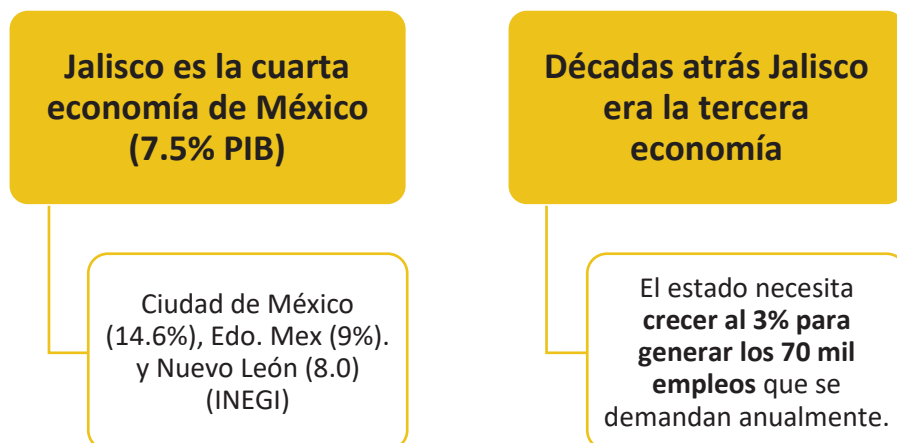 Jalisco es la cuarta
economía de México
(7.5% PIB)
Ciudad de México
(14.6%), Edo. Mex (9%).
y Nuevo León (8.0)
(INEGI)
Décadas atrás Jalisco
era la tercera
economía
El estado necesita
crecer al 3% para
generar los 70 mil
empleos que se
demandan anualmente.